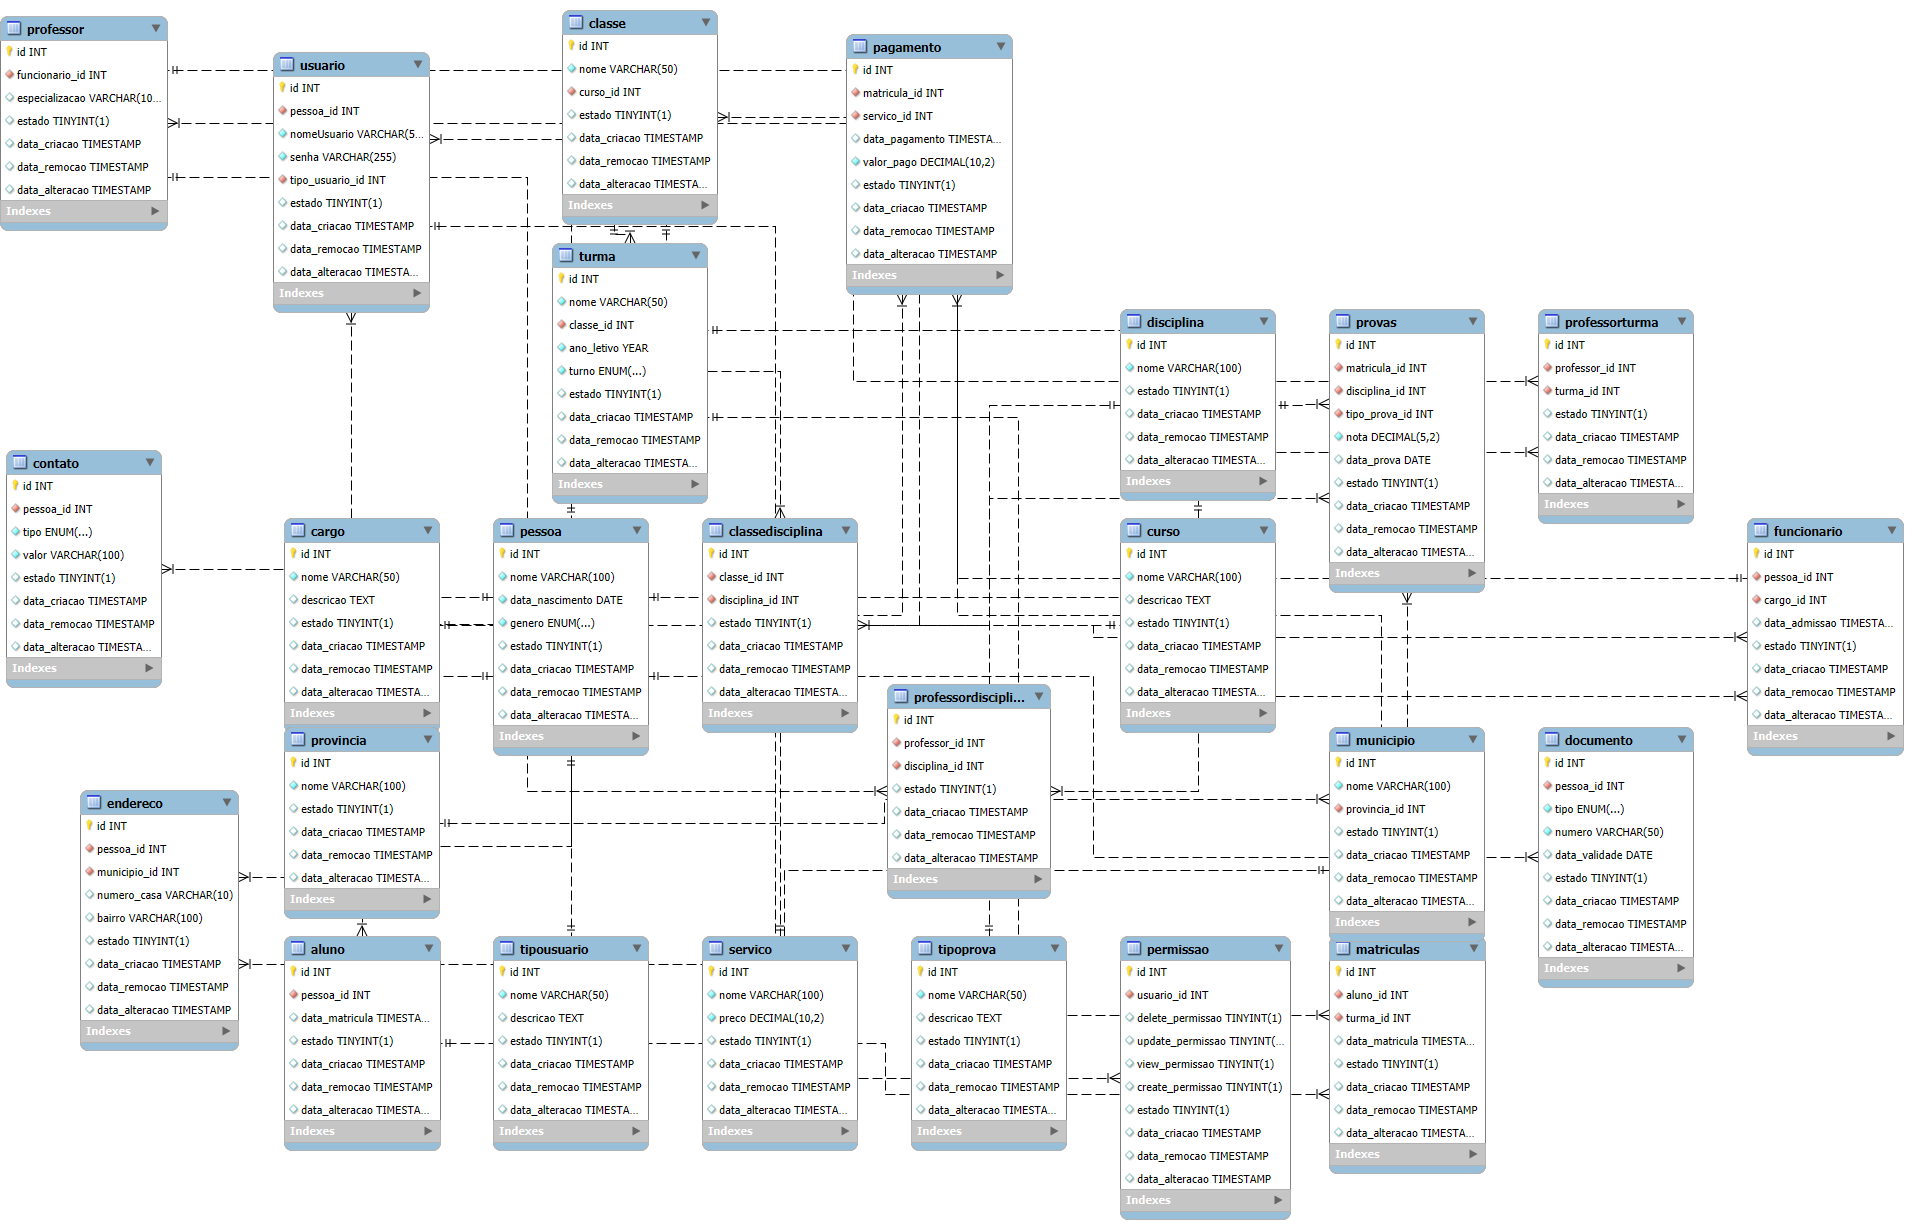 professor
id INT
funcionario_id INT
especializacao VARCHAR(10...
estado TINYINT(1)
data_criacao TIMESTAMP
data_remocao TIMESTAMP
data_alteracao TIMESTAMP
Indexes
usuario
id INT
pessoa_id INT
nomeUsuario VARCHAR(5...
senha VARCHAR(255)
tipo_usuario_id INT
estado TINYINT(1)
data_criacao TIMESTAMP
data_remocao TIMESTAMP
data_alteracao TIMESTA...
Indexes
classe
id INT
nome VARCHAR(50)
curso_id INT
estado TINYINT(1)
data_criacao TIMESTAMP
data_remocao TIMESTAMP
data_alteracao TIMESTA...
Indexes
pagamento
id INT
matricula_id INT
servico_id INT
data_pagamento TIMESTA...
valor_pago DECIMAL(10,2)
estado TINYINT(1)
data_criacao TIMESTAMP
data_remocao TIMESTAMP
data_alteracao TIMESTAMP
Indexes
turma
id INT
nome VARCHAR(50)
classe_id INT
ano_letivo YEAR
turno ENUM(...)
estado TINYINT(1)
data_criacao TIMESTAMP
data_remocao TIMESTAMP
data_alteracao TIMESTA...
Indexes
disciplina
id INT
nome VARCHAR(100)
estado TINYINT(1)
data_criacao TIMESTAMP
data_remocao TIMESTAMP
data_alteracao TIMESTA...
Indexes
provas
id INT
matricula_id INT
disciplina_id INT
tipo_prova_id INT
nota DECIMAL(5,2)
data_prova DATE
estado TINYINT(1)
data_criacao TIMESTAMP
data_remocao TIMESTAMP
data_alteracao TIMESTA...
Indexes
professorturma
id INT
professor_id INT
turma_id INT
estado TINYINT(1)
data_criacao TIMESTAMP
data_remocao TIMESTAMP
data_alteracao TIMESTA...
Indexes
contato
id INT
pessoa_id INT
tipo ENUM(...)
valor VARCHAR(100)
estado TINYINT(1)
data_criacao TIMESTAMP
data_remocao TIMESTAMP
data_alteracao TIMESTA...
Indexes
cargo
id INT
nome VARCHAR(50)
descricao TEXT
estado TINYINT(1)
data_criacao TIMESTAMP
data_remocao TIMESTAMP
data_alteracao TIMESTA...
Indexes
pessoa
id INT
nome VARCHAR(100)
data_nascimento DATE
genero ENUM(...)
estado TINYINT(1)
data_criacao TIMESTAMP
data_remocao TIMESTAMP
data_alteracao TIMESTA...
Indexes
classedisciplina
id INT
classe_id INT
disciplina_id INT
estado TINYINT(1)
data_criacao TIMESTAMP
data_remocao TIMESTAMP
data_alteracao TIMESTA...
Indexes
curso
id INT
nome VARCHAR(100)
descricao TEXT
estado TINYINT(1)
data_criacao TIMESTAMP
data_remocao TIMESTAMP
data_alteracao TIMESTA...
Indexes
funcionario
id INT
pessoa_id INT
cargo_id INT
data_admissao TIMESTA...
estado TINYINT(1)
data_criacao TIMESTAMP
data_remocao TIMESTAMP
data_alteracao TIMESTA...
Indexes
professordiscipli...
id INT
professor_id INT
disciplina_id INT
estado TINYINT(1)
data_criacao TIMESTAMP
data_remocao TIMESTAMP
data_alteracao TIMESTAMP
Indexes
provincia
id INT
nome VARCHAR(100)
estado TINYINT(1)
data_criacao TIMESTAMP
data_remocao TIMESTAMP
data_alteracao TIMESTA...
Indexes
municipio
id INT
nome VARCHAR(100)
provincia_id INT
estado TINYINT(1)
data_criacao TIMESTAMP
data_remocao TIMESTAMP
data_alteracao TIMESTA...
Indexes
documento
id INT
pessoa_id INT
tipo ENUM(...)
numero VARCHAR(50)
data_validade DATE
estado TINYINT(1)
data_criacao TIMESTAMP
data_remocao TIMESTAMP
data_alteracao TIMESTA...
Indexes
endereco
id INT
pessoa_id INT
municipio_id INT
numero_casa VARCHAR(10)
bairro VARCHAR(100)
estado TINYINT(1)
data_criacao TIMESTAMP
data_remocao TIMESTAMP
data_alteracao TIMESTAMP
Indexes
aluno
id INT
pessoa_id INT
data_matricula TIMESTA...
estado TINYINT(1)
data_criacao TIMESTAMP
data_remocao TIMESTAMP
data_alteracao TIMESTA...
Indexes
tipousuario
id INT
nome VARCHAR(50)
descricao TEXT
estado TINYINT(1)
data_criacao TIMESTAMP
data_remocao TIMESTAMP
data_alteracao TIMESTA...
Indexes
servico
id INT
nome VARCHAR(100)
preco DECIMAL(10,2)
estado TINYINT(1)
data_criacao TIMESTAMP
data_remocao TIMESTAMP
data_alteracao TIMESTA...
Indexes
tipoprova
id INT
nome VARCHAR(50)
descricao TEXT
estado TINYINT(1)
data_criacao TIMESTAMP
data_remocao TIMESTAMP
data_alteracao TIMESTA...
Indexes
permissao
id INT
usuario_id INT
delete_permissao TINYINT(1)
update_permissao TINYINT(...
view_permissao TINYINT(1)
create_permissao TINYINT(1)
estado TINYINT(1)
data_criacao TIMESTAMP
data_remocao TIMESTAMP
data_alteracao TIMESTAMP
Indexes
matriculas
id INT
aluno_id INT
turma_id INT
data_matricula TIMESTA...
estado TINYINT(1)
data_criacao TIMESTAMP
data_remocao TIMESTAMP
data_alteracao TIMESTA...
Indexes